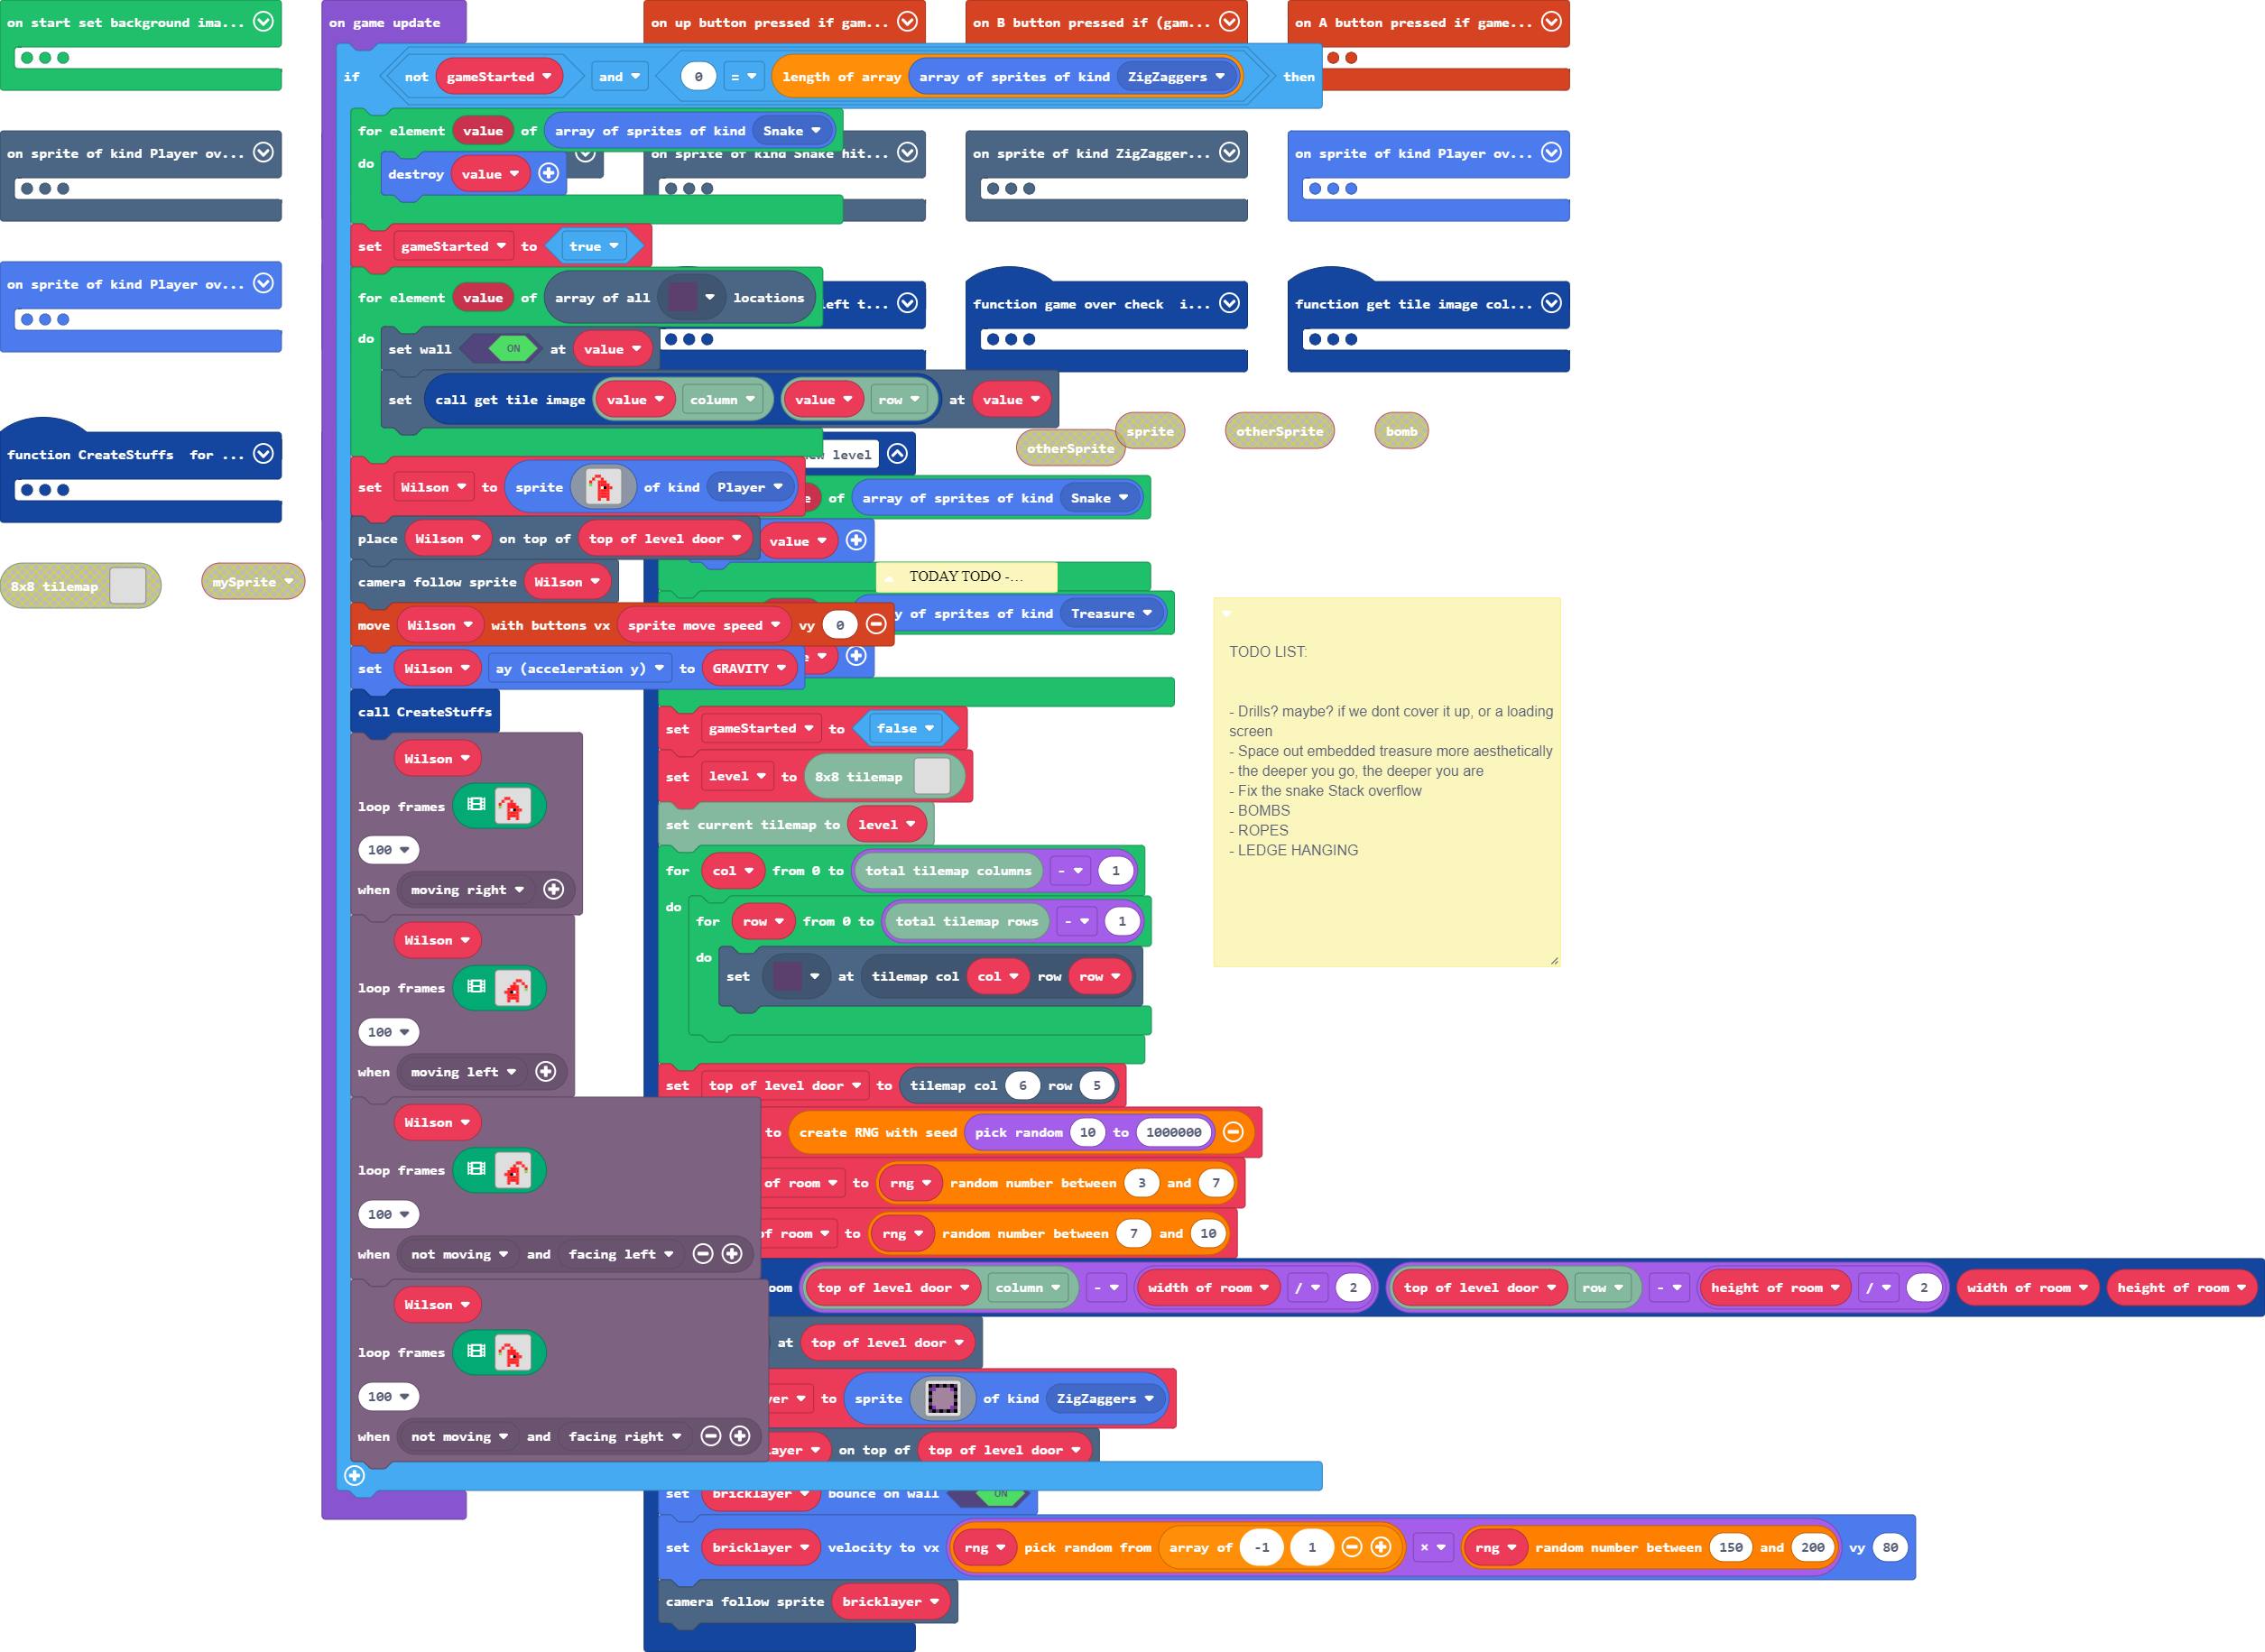 on start set background ima...
on game update
on up button pressed if gam...
on B button pressed if (gam...
on A button pressed if game...
if not gameStarted and 0 = length of array array of sprites of kind ZigZaggers then
for element value of array of sprites of kind Snake
do destroy value
on sprite of kind Player ov...
on sprite of kind Snake hit...
on sprite of kind ZigZagger...
on sprite of kind Player ov...
set gameStarted to true
on sprite of kind Player ov...
for element value of array of all locations
left t...
function game over check i...
function get tile image col...
do set wall ON at value
set call get tile image value column value row at value
sprite
otherSprite
bomb
otherSprite
function CreateStuffs for ...
level
set Wilson to sprite of kind Player
of array of sprites of kind Snake
place Wilson on top of top of level door
value
8x8 tilemap
mySprite
camera follow sprite Wilson
TODAY TODO -...
move Wilson with buttons vx sprite move speed vy 0
of sprites of kind Treasure
set Wilson ay (acceleration y) to GRAVITY
call CreateStuffs
TODO LIST:
- Drills? maybe? if we dont cover it up, or a loading
screen
- Space out embedded treasure more aesthetically
- the deeper you go, the deeper you are
- Fix the snake Stack overflow
- BOMBS
- ROPES
- LEDGE HANGING
Wilson
loop frames
100
when moving right
Wilson
loop frames
100
when moving left
Wilson
loop frames
100
when not moving and facing left
Wilson
loop frames
100
when not moving and facing right
set gameStarted to false
set level to 8x8 tilemap
set current tilemap to level
for col from 0 to total tilemap columns - 1
do for row from 0 to total tilemap rows - 1
do set at tilemap col col row row
set top of level door to tilemap col 6 row 5
to create RNG with seed pick random 10 to 1000000
of room to rng random number between 3 and 7
of room to rng random number between 7 and 10
top of level door column - width of room / 2 top of level door row - height of room / 2 width of room height of room
at top of level door
to sprite of kind ZigZaggers
on top of top of level door
set bricklayer bounce on wall ON
set bricklayer velocity to vx rng pick random from array of -1 1 × rng random number between 150 and 200 vy 80
camera follow sprite bricklayer